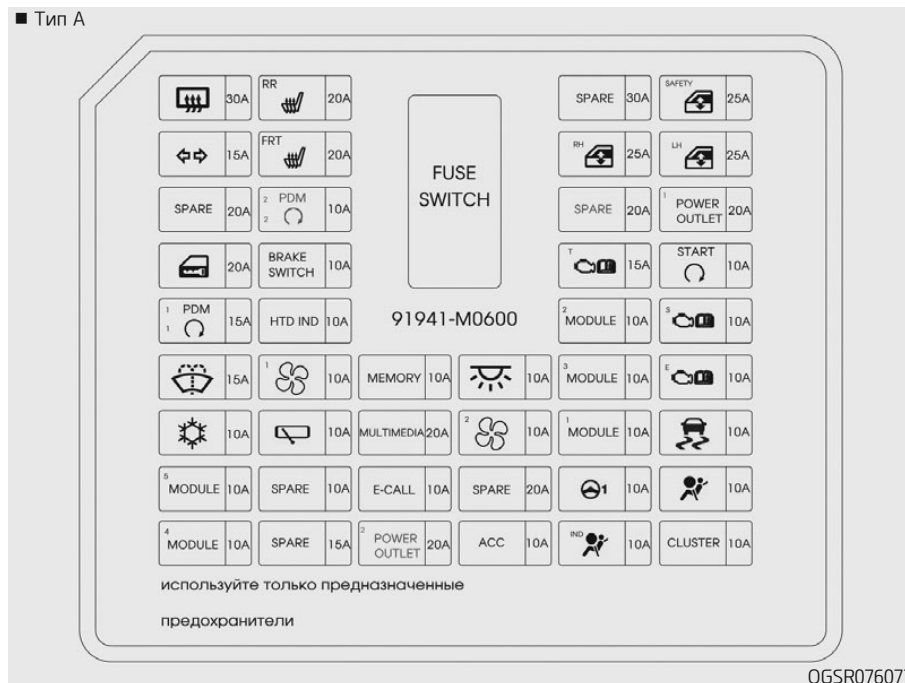 ■ Тип А
30A RR 20A SPARE 30A SAFETY 25A
15A FRT 20A RH 25A LH 25A
FUSE
SWITCH
SPARE 20A 2 PDM 2 10A SPARE 20A 1 POWER OUTLET 20A
20A BRAKE SWITCH 10A T 15A START 10A
1 PDM 1 15A HTD IND 10A 91941-M0600 2 MODULE 10A S 10A
15A 1 10A MEMORY 10A 10A 3 MODULE 10A E 10A
10A 10A MULTIMEDIA 20A 2 10A 1 MODULE 10A 10A
5 MODULE 10A SPARE 10A E-CALL 10A SPARE 20A 1 10A 10A
4 MODULE 10A SPARE 15A 2 POWER OUTLET 20A ACC 10A IND 10A CLUSTER 10A
используйте только предназначенные
предохранители